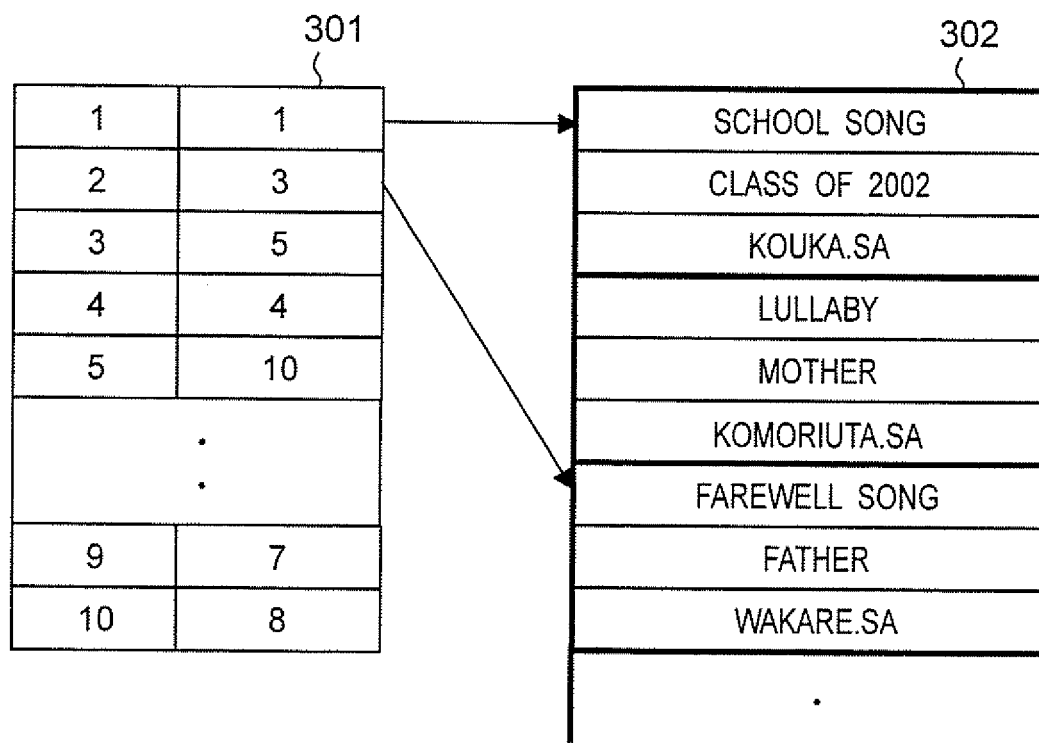 301
302
1 1
2 3
3 5
4 4
5 10
.
.
9 7
10 8
SCHOOL SONG
CLASS OF 2002
KOUKA.SA
LULLABY
MOTHER
KOMORIUTA.SA
FAREWELL SONG
FATHER
WAKARE.SA
.